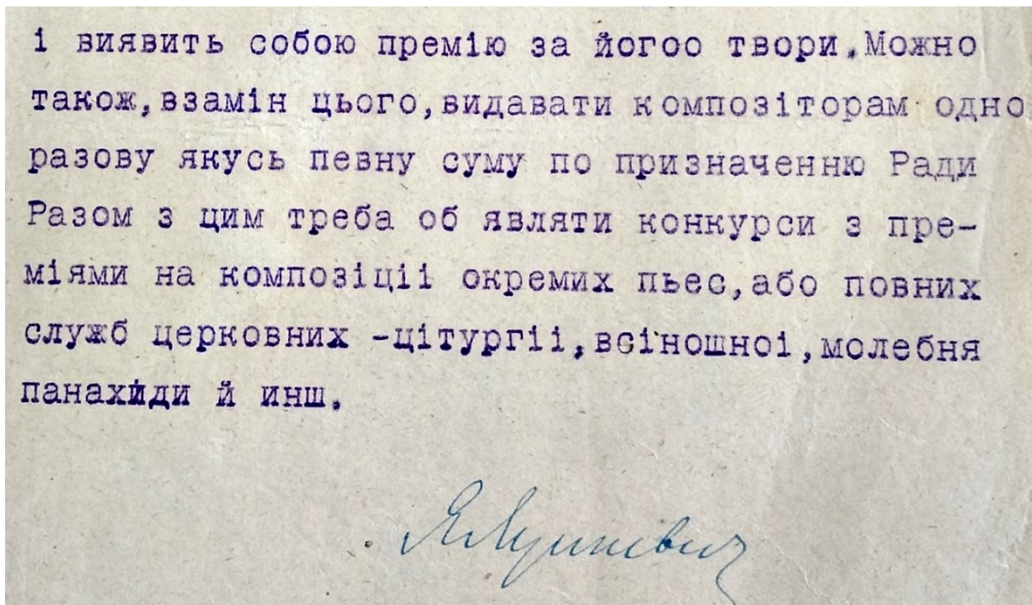 і виявить собою премію за йогоо твори.Можно
також,взамін цього,видавати композіторам одно
разову якусь певну суму по призначенню Ради
Разом з цим треба об являти конкурси з пре-
міями на композіціі окремих пьес,або повних
служб церковних -цітургіі,всіношноі,молебня
панахиди й инш.